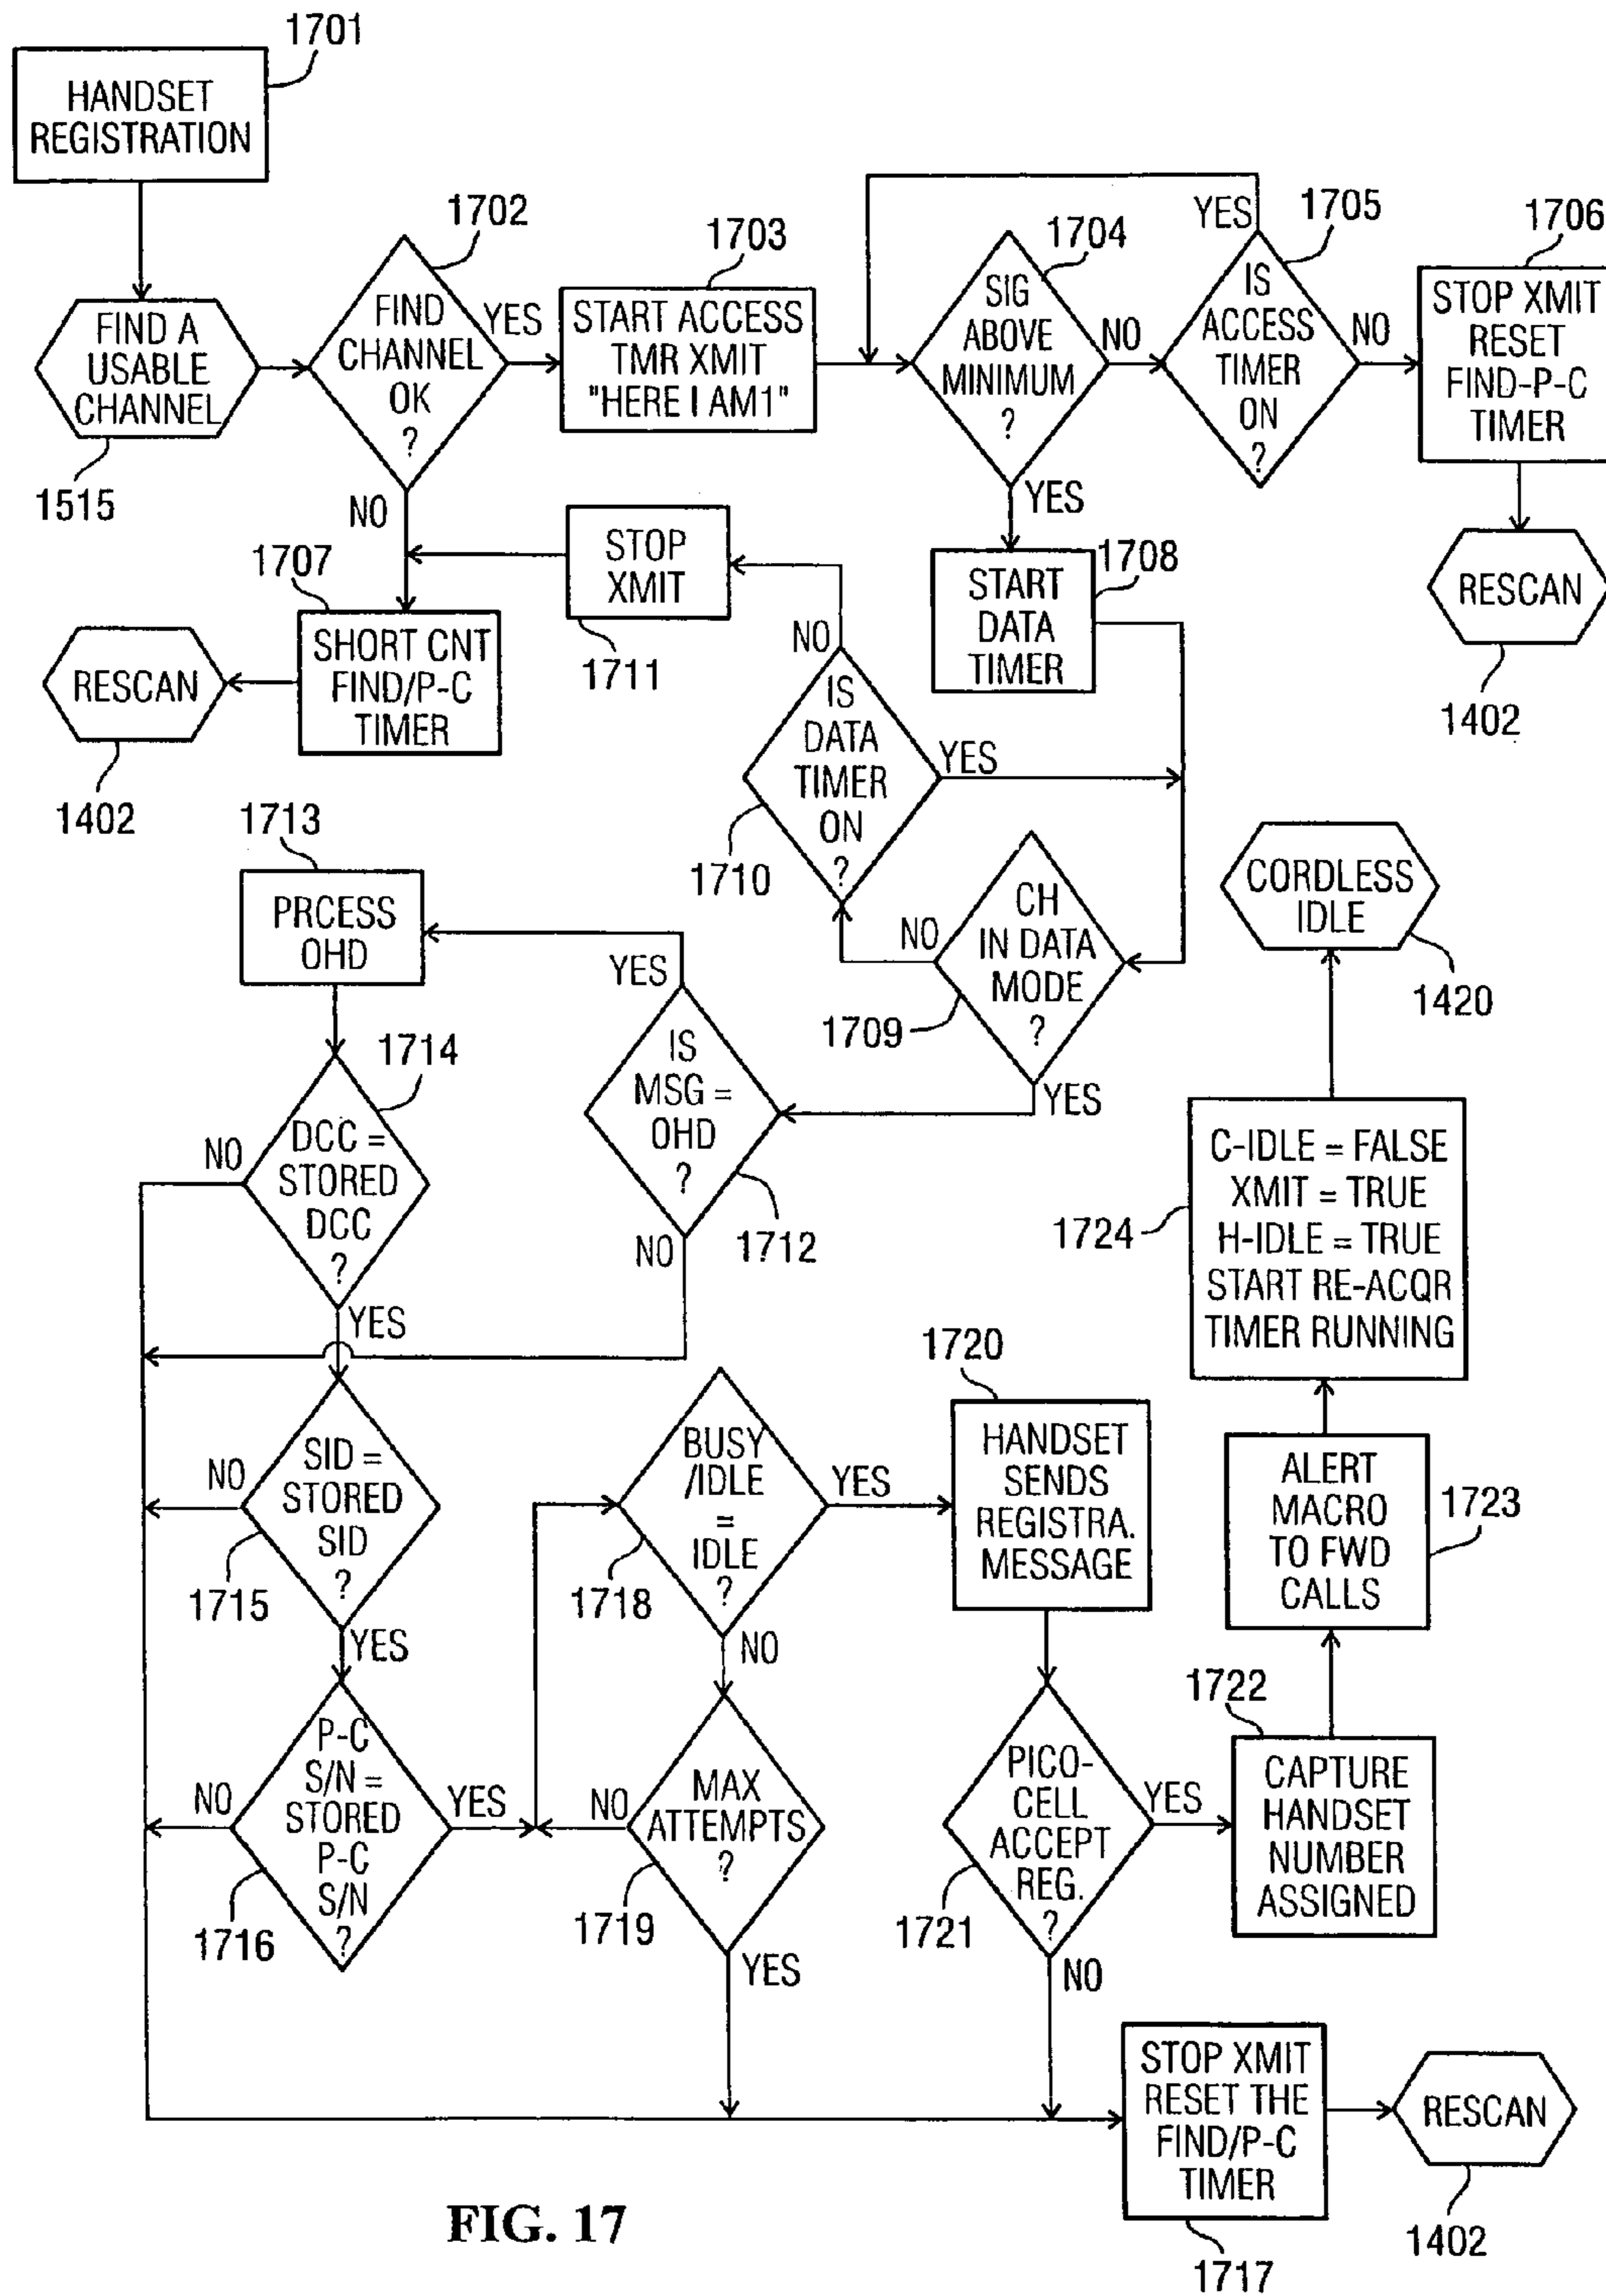 1701
HANDSET
REGISTRATION
1702
1703
1704
1705
1706
YES
FIND A
USABLE
CHANNEL
1515
FIND
CHANNEL
OK
?
YES
NO
START ACCESS
TMR XMIT
"HERE I AM1"
SIG
ABOVE
MINIMUM
?
NO
YES
IS
ACCESS
TIMER
ON
?
NO
STOP XMIT
RESET
FIND-P-C
TIMER
RESCAN
1402
1707
SHORT CNT
FIND/P-C
TIMER
RESCAN
1402
STOP
XMIT
1711
1708
START
DATA
TIMER
NO
IS
DATA
TIMER
ON
?
YES
1710
CH
IN DATA
MODE
?
NO
1709
YES
CORDLESS
IDLE
1420
1713
PRCESS
OHD
YES
IS
MSG =
OHD
?
1712
NO
1714
DCC =
STORED
DCC
?
NO
YES
C-IDLE = FALSE
XMIT = TRUE
H-IDLE = TRUE
START RE-ACQR
TIMER RUNNING
1724
SID =
STORED
SID
?
NO
1715
YES
BUSY
/IDLE
=
IDLE
?
YES
1718
NO
1720
HANDSET
SENDS
REGISTRA.
MESSAGE
ALERT
MACRO
TO FWD
CALLS
1723
P-C
S/N =
STORED
P-C
S/N
?
NO
YES
1716
MAX
ATTEMPTS
?
NO
1719
YES
PICO-
CELL
ACCEPT
REG.
?
YES
1721
NO
1722
CAPTURE
HANDSET
NUMBER
ASSIGNED
STOP XMIT
RESET THE
FIND/P-C
TIMER
1717
RESCAN
1402
FIG. 17